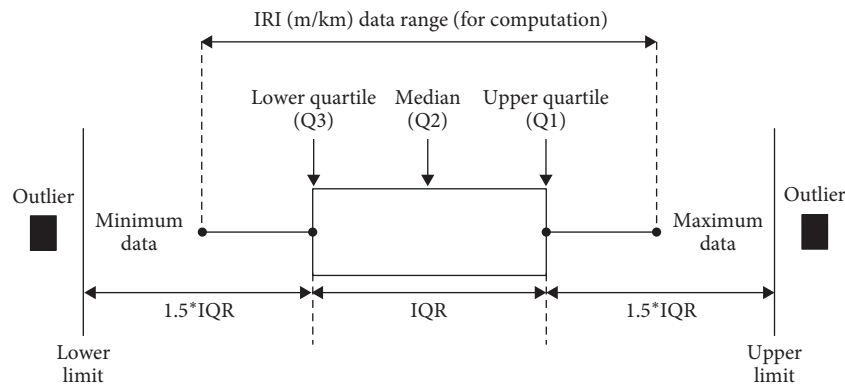 IRI (m/km) data range (for computation)
Lower quartile
(Q3)
Median
(Q2)
Upper quartile
(Q1)
Outlier
Minimum
data
Maximum
data
Outlier
1.5*IQR
IQR
1.5*IQR
Lower
limit
Upper
limit